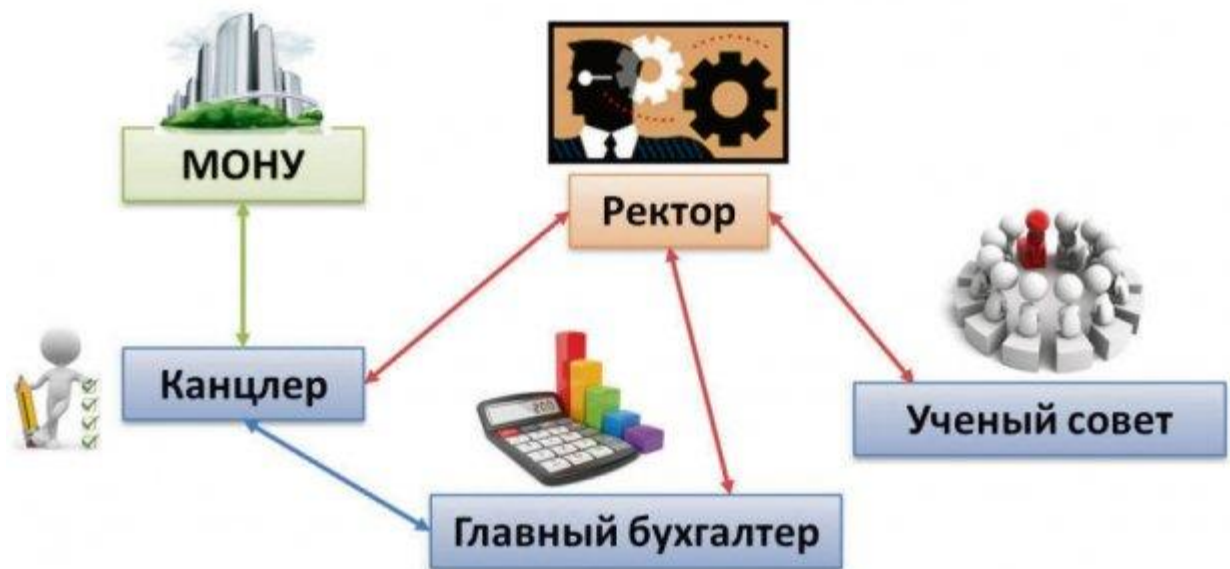 МОНУ
Ректор
Канцлер
Ученый совет
Главный бухгалтер